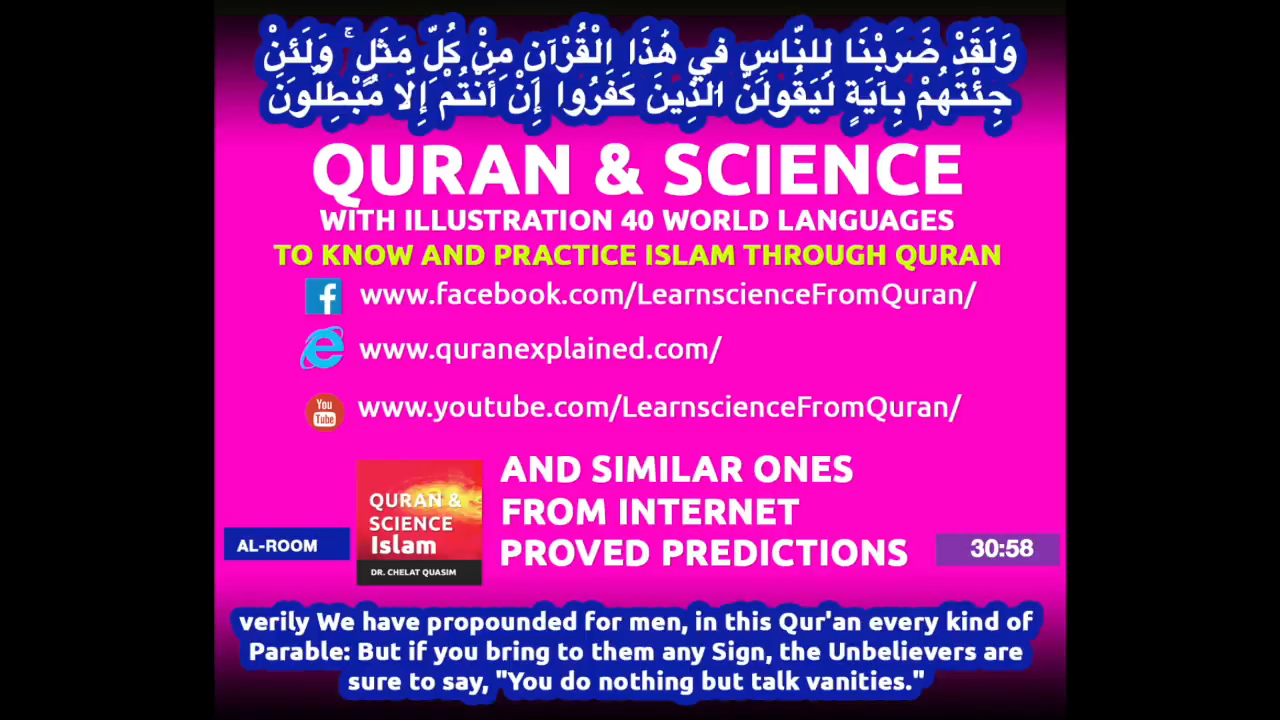 وَلَقَدْ ضَرَبْنَا لِلنَّاسِ فِي هَٰذَا الْقُرْآنِ مِنْ كُلِّ مَثَلٍ ۚ وَلَئِنْ
جِئْتَهُمْ بِآيَةٍ لَيَقُولَنَّ الَّذِينَ كَفَرُوا إِنْ أَنْتُمْ إِلَّا مُبْطِلُونَ
QURAN & SCIENCE
WITH ILLUSTRATION 40 WORLD LANGUAGES
TO KNOW AND PRACTICE ISLAM THROUGH QURAN
www.facebook.com/LearnscienceFromQuran/
www.quranexplained.com/
You
Tube
www.youtube.com/LearnscienceFromQuran/
AND SIMILAR ONES
FROM INTERNET
PROVED PREDICTIONS
QURAN &
SCIENCE
Islam
DR. CHELAT QUASIM
AL-ROOM
30:58
verily We have propounded for men, in this Qur'an every kind of
Parable: But if you bring to them any Sign, the Unbelievers are
sure to say, "You do nothing but talk vanities."